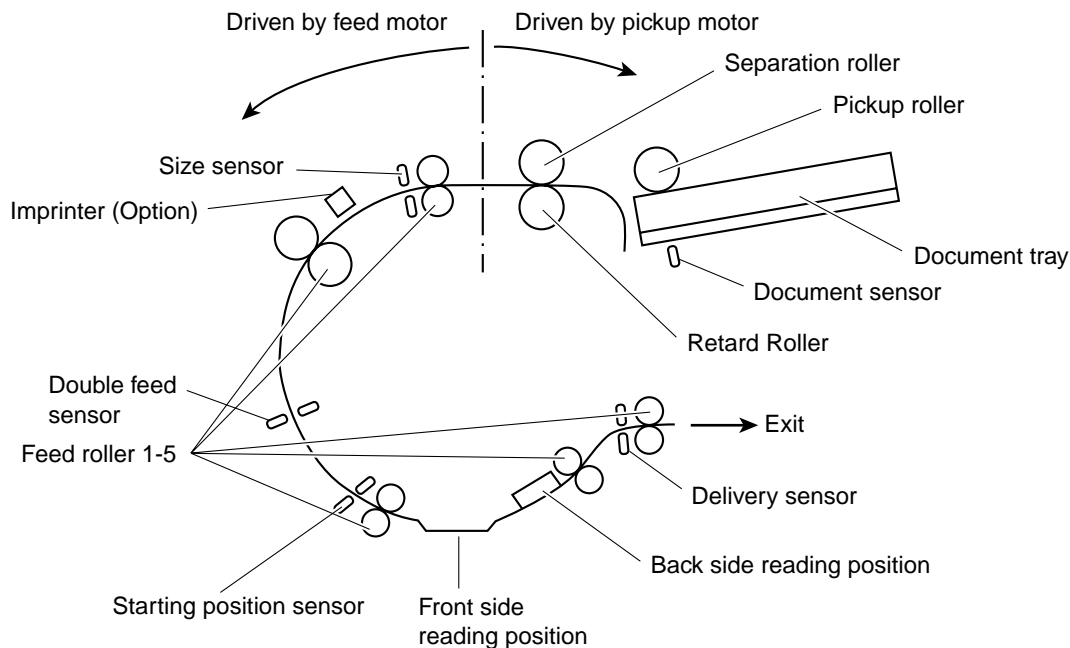 Driven by feed motor
Driven by pickup motor
Separation roller
Pickup roller
Size sensor
Imprinter (Option)
Document tray
Document sensor
Retard Roller
Double feed
sensor
Feed roller 1-5
Exit
Delivery sensor
Back side reading position
Starting position sensor
Front side
reading position